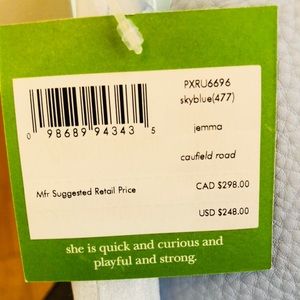 PXRU6696
skyblue(477)
0 98689 94343 5
jemma
caufield road
Mfr Suggested Retail Price
CAD $298.00
USD $248.00
she is quick and curious and
playful and strong.